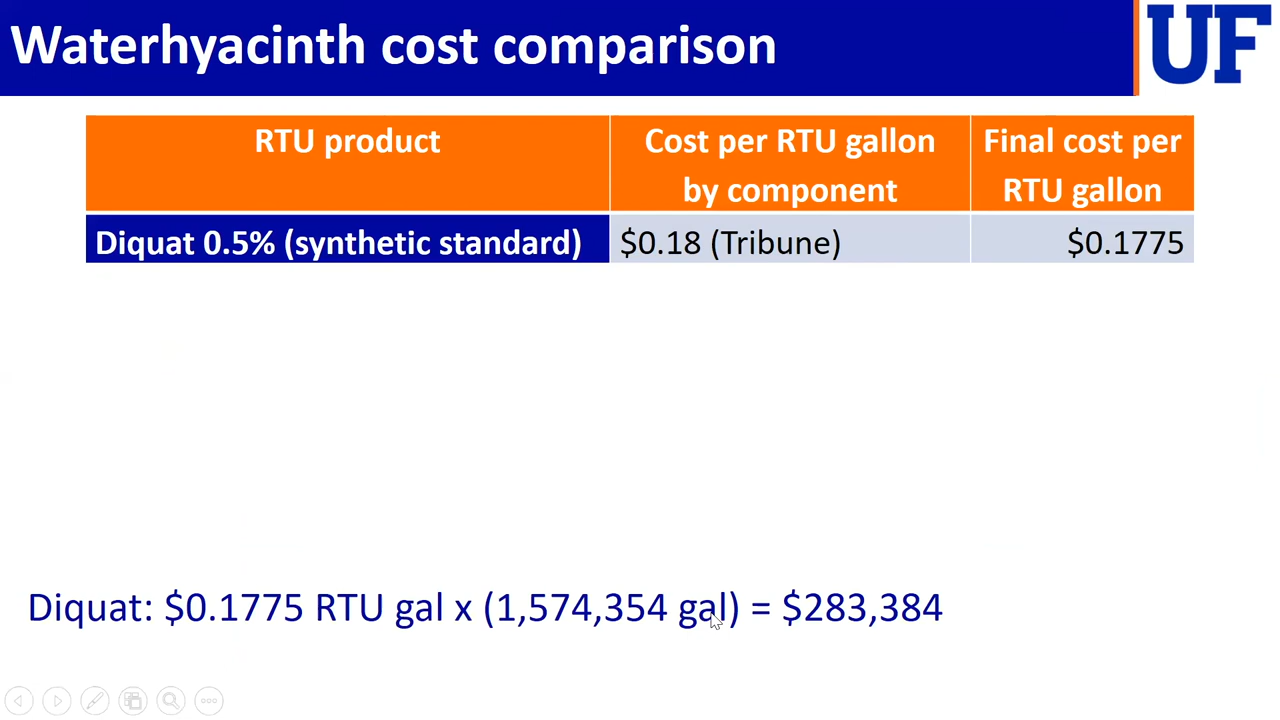 Waterhyacinth cost comparison
UF
RTU product
Cost per RTU gallon
by component
Final cost per
RTU gallon
Diquat 0.5% (synthetic standard)
$0.18 (Tribune)
$0.1775
Diquat: $0.1775 RTU gal x (1,574,354 gal) = $283,384